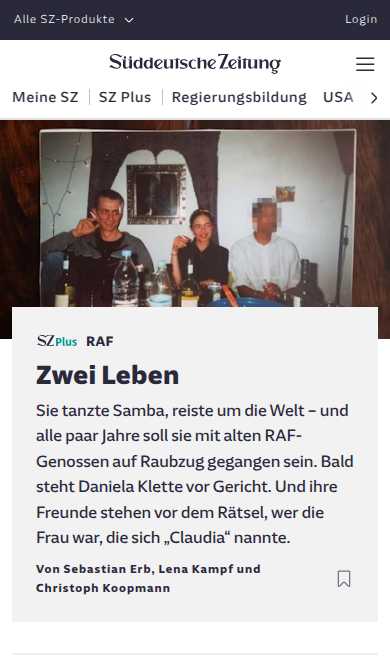 Alle SZ-Produkte
Login
Süddeutsche Zeitung
Meine SZ
SZ Plus
Regierungsbildung
USA
SZ Plus RAF
Zwei Leben
Sie tanzte Samba, reiste um die Welt – und
alle paar Jahre soll sie mit alten RAF-
Genossen auf Raubzug gegangen sein. Bald
steht Daniela Klette vor Gericht. Und ihre
Freunde stehen vor dem Rätsel, wer die
Frau war, die sich „Claudia“ nannte.
Von Sebastian Erb, Lena Kampf und
Christoph Koopmann